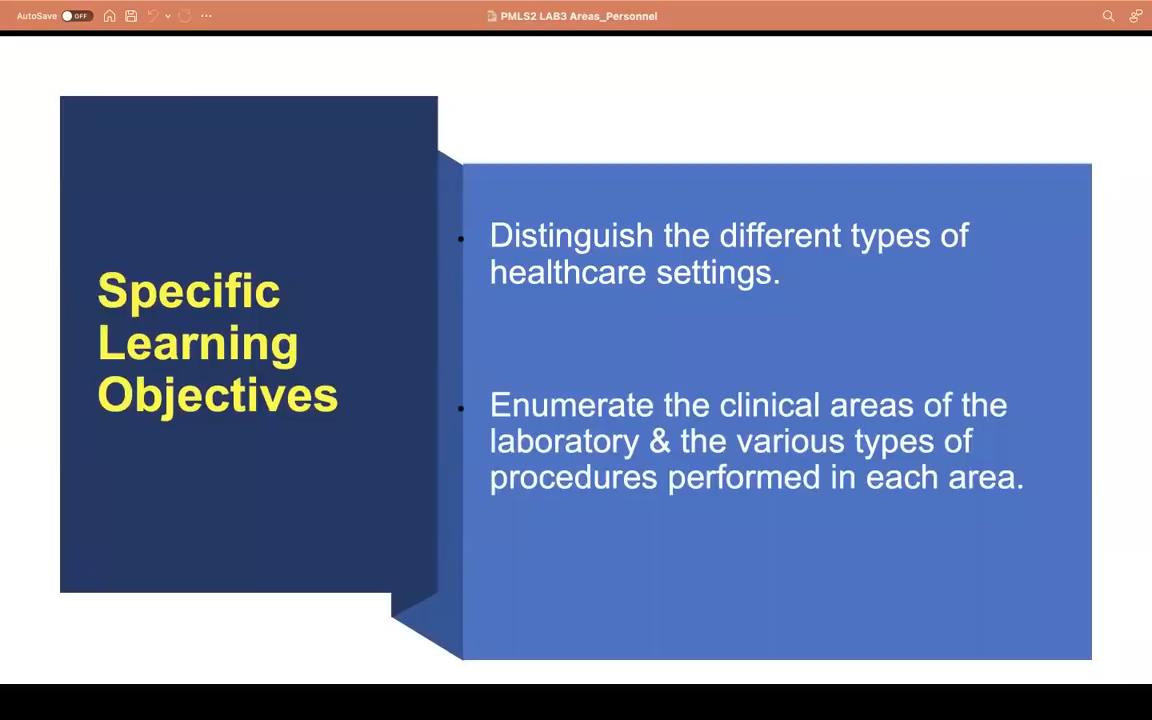 AutoSave OFF
PMLS2 LAB3 Areas_Personnel
Specific
Learning
Objectives
• Distinguish the different types of
healthcare settings.
• Enumerate the clinical areas of the
laboratory & the various types of
procedures performed in each area.